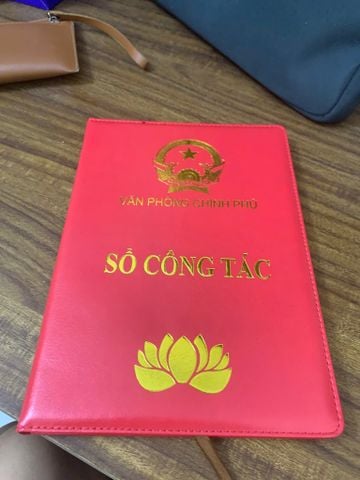 VĂN PHÒNG CHÍNH PHỦ
SỔ CÔNG TÁC